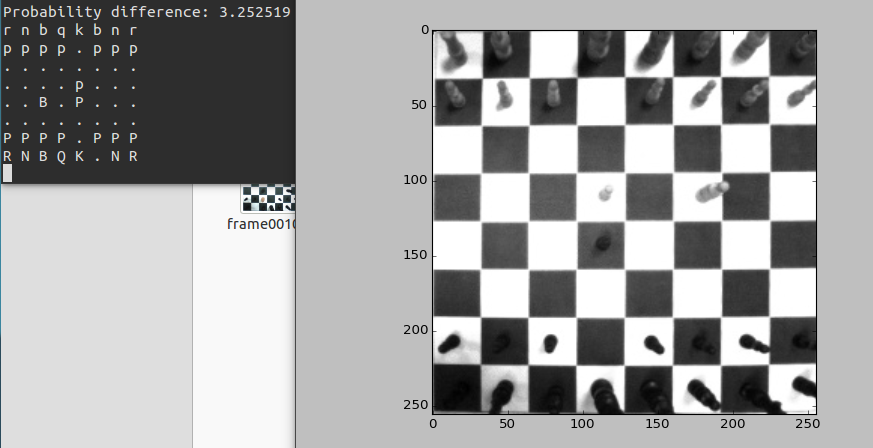 Probability difference: 3.252519
r n b q k b n r
p p p p . p p p
. . . . . . . .
. . . . p . . .
. . B . P . . .
. . . . . . . .
P P P P . P P P
R N B Q K . N R
frame0010
0
50
100
150
200
250
0 50 100 150 200 250